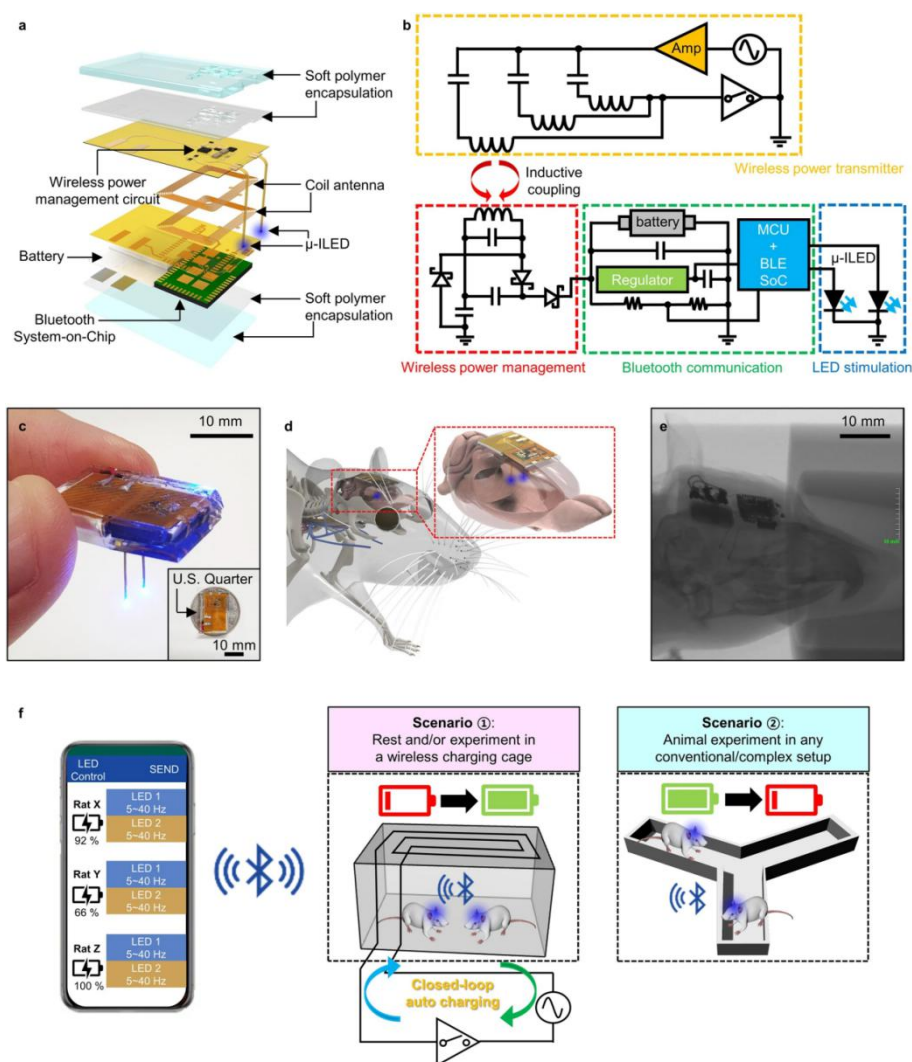 a
Soft polymer
encapsulation
Wireless power
management circuit
Coil antenna
μ-ILED
Battery
Bluetooth
System-on-Chip
Soft polymer
encapsulation
b
Amp
Wireless power transmitter
Inductive
coupling
battery
Regulator
MCU
+
BLE
SoC
μ-ILED
Wireless power management
Bluetooth communication
LED stimulation
c
10 mm
U.S. Quarter
10 mm
d
e
10 mm
f
LED
Control
SEND
Rat X
92 %
LED 1
5~40 Hz
LED 2
5~40 Hz
Rat Y
66 %
LED 1
5~40 Hz
LED 2
5~40 Hz
Rat Z
100 %
LED 1
5~40 Hz
LED 2
5~40 Hz
Scenario ①:
Rest and/or experiment in
a wireless charging cage
Closed-loop
auto charging
Scenario ②:
Animal experiment in any
conventional/complex setup